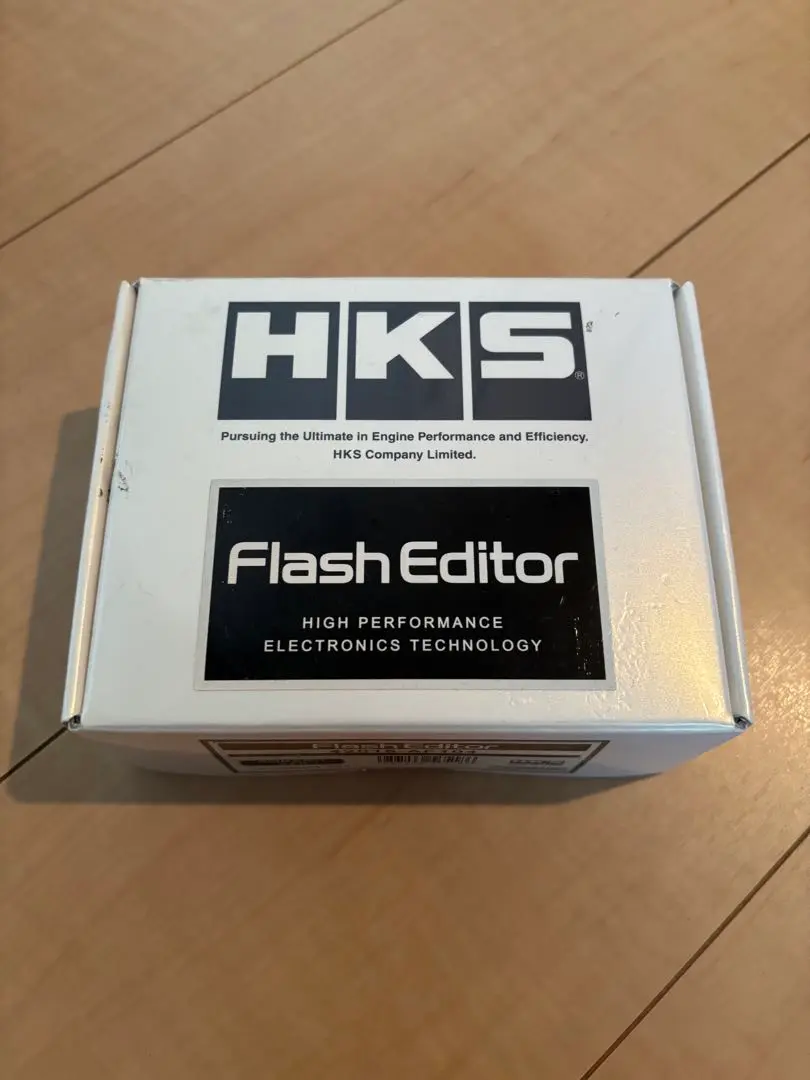 HKS®
Pursuing the Ultimate in Engine Performance and Efficiency.
HKS Company Limited.
Flash Editor
HIGH PERFORMANCE
ELECTRONICS TECHNOLOGY
Flash Editor